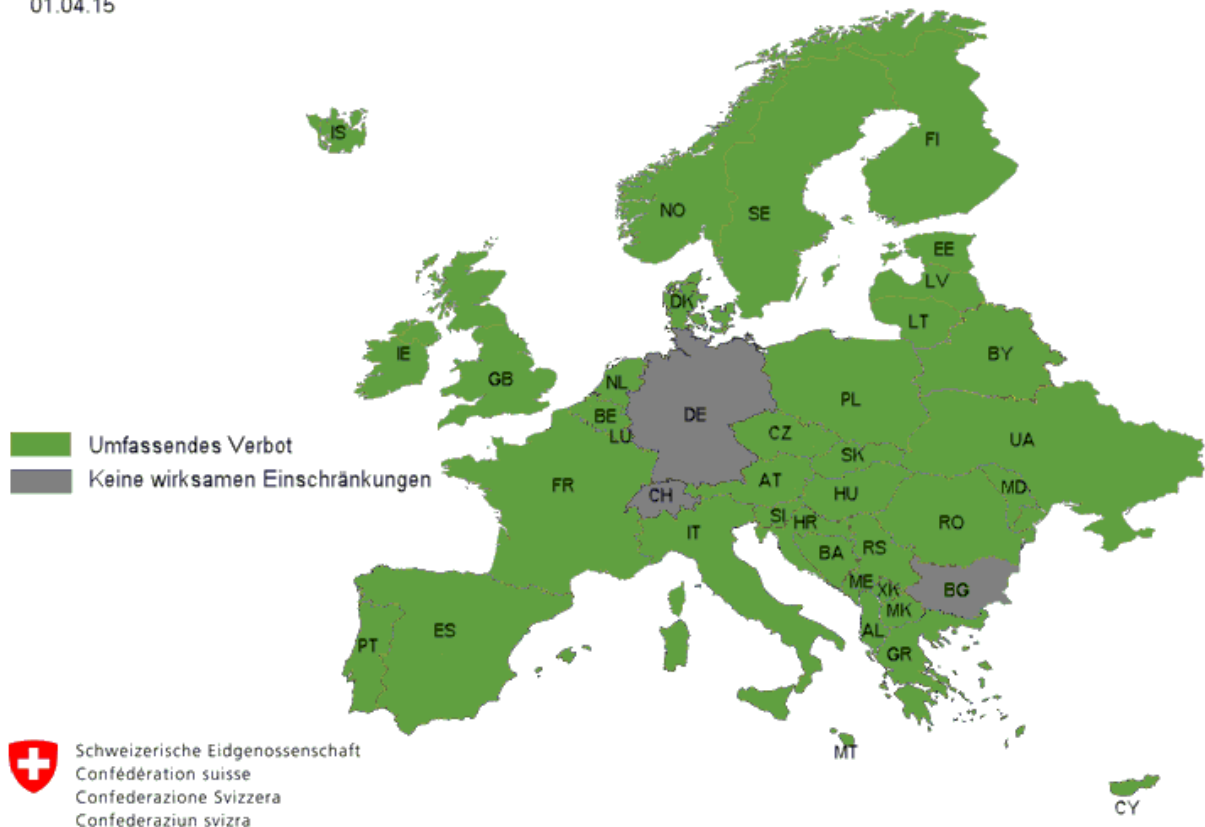 01.04.15
IS
FI
NO
SE
EE
LV
DK
LT
IE
BY
GB
NL
PL
BE
DE
CZ
LU
UA
Umfassendes Verbot
SK
Keine wirksamen Einschränkungen
FR
AT
MD
CH
HU
SI
HR
RO
IT
BA
RS
ME
XK
BG
MK
ES
AL
PT
GR
MT
Schweizerische Eidgenossenschaft
Confédération suisse
Confederazione Svizzera
Confederaziun svizra
CY